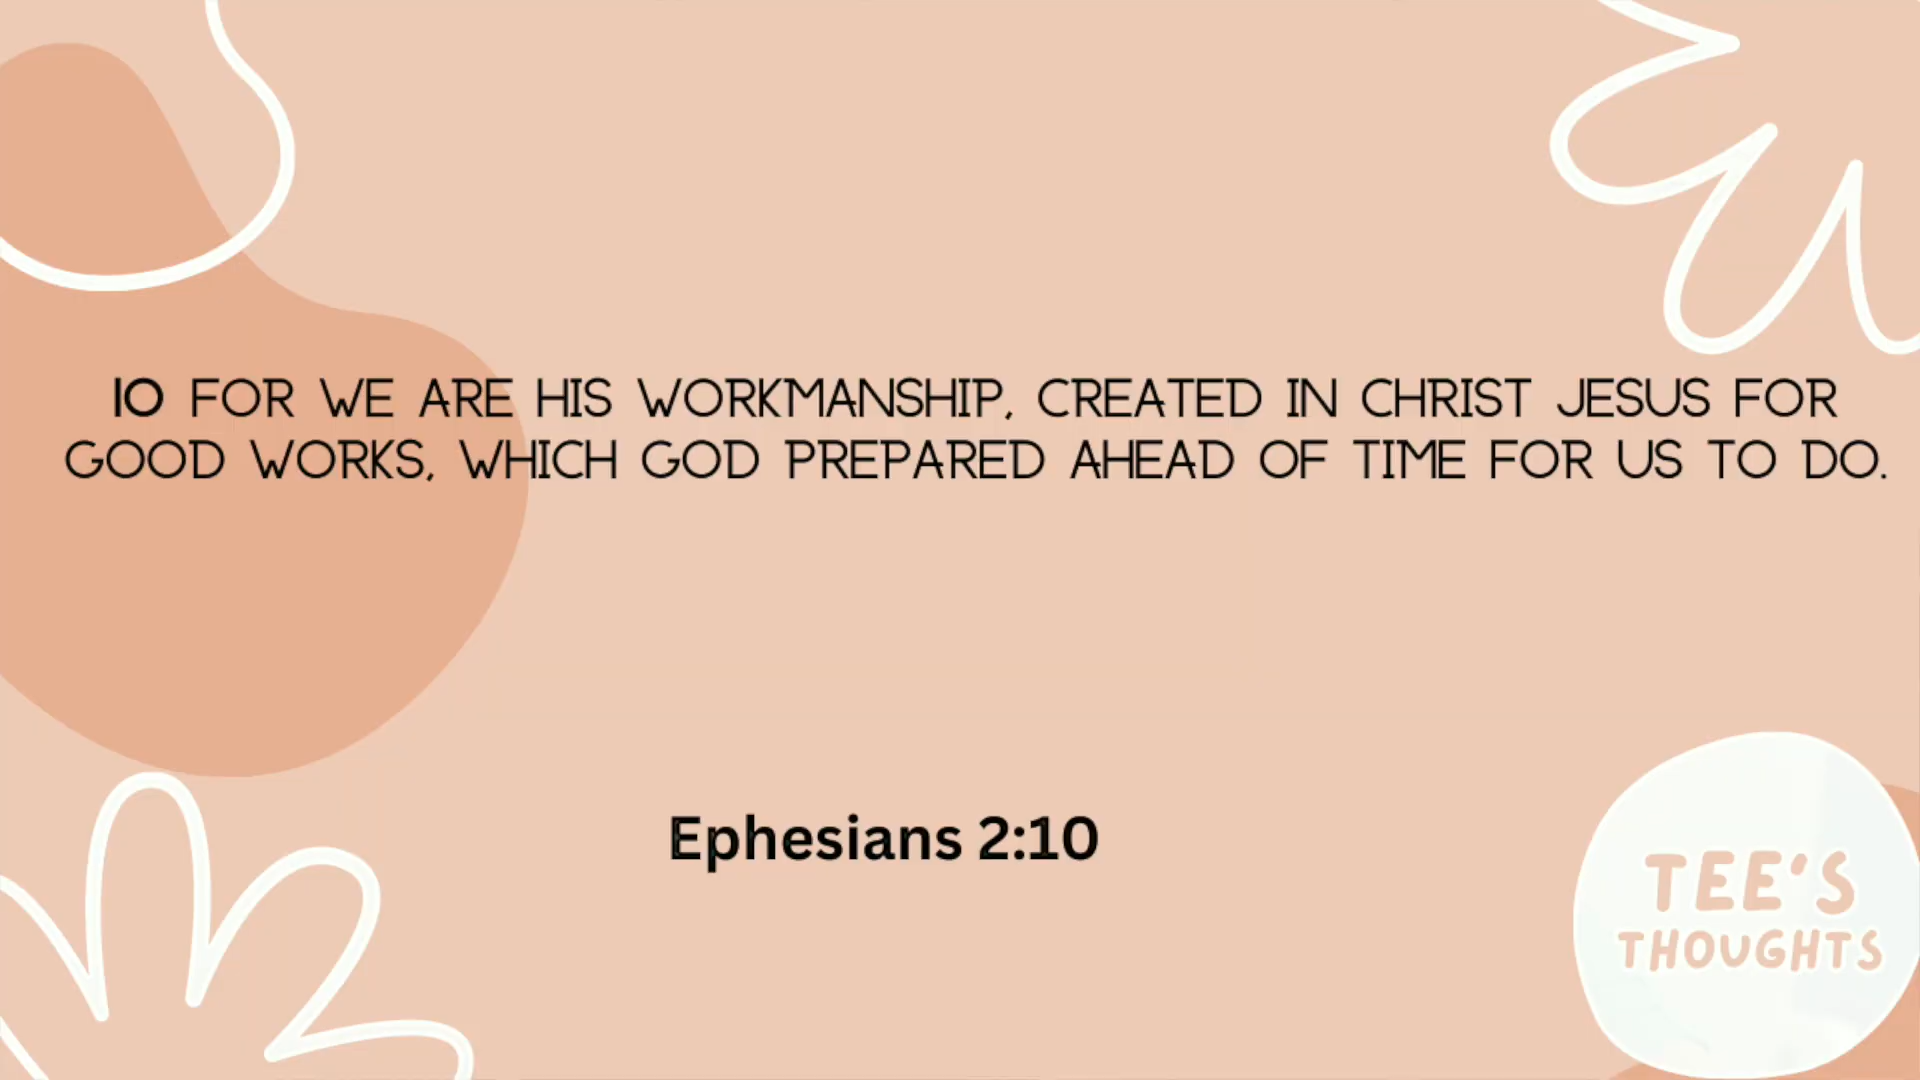 10 FOR WE ARE HIS WORKMANSHIP, CREATED IN CHRIST JESUS FOR
GOOD WORKS, WHICH GOD PREPARED AHEAD OF TIME FOR US TO DO.
Ephesians 2:10
TEE'S
THOUGHTS